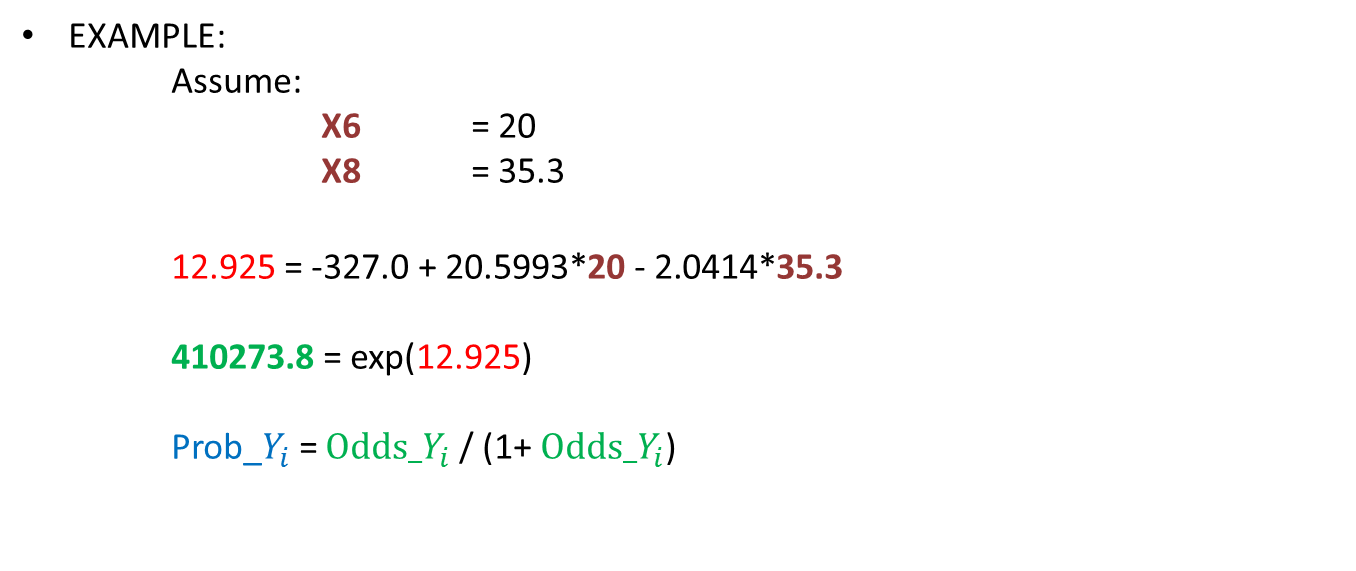 • EXAMPLE:
Assume:
X6 = 20
X8 = 35.3
12.925 = -327.0 + 20.5993*20 - 2.0414*35.3
410273.8 = exp(12.925)
Prob_Yᵢ = Odds_Yᵢ / (1+ Odds_Yᵢ)